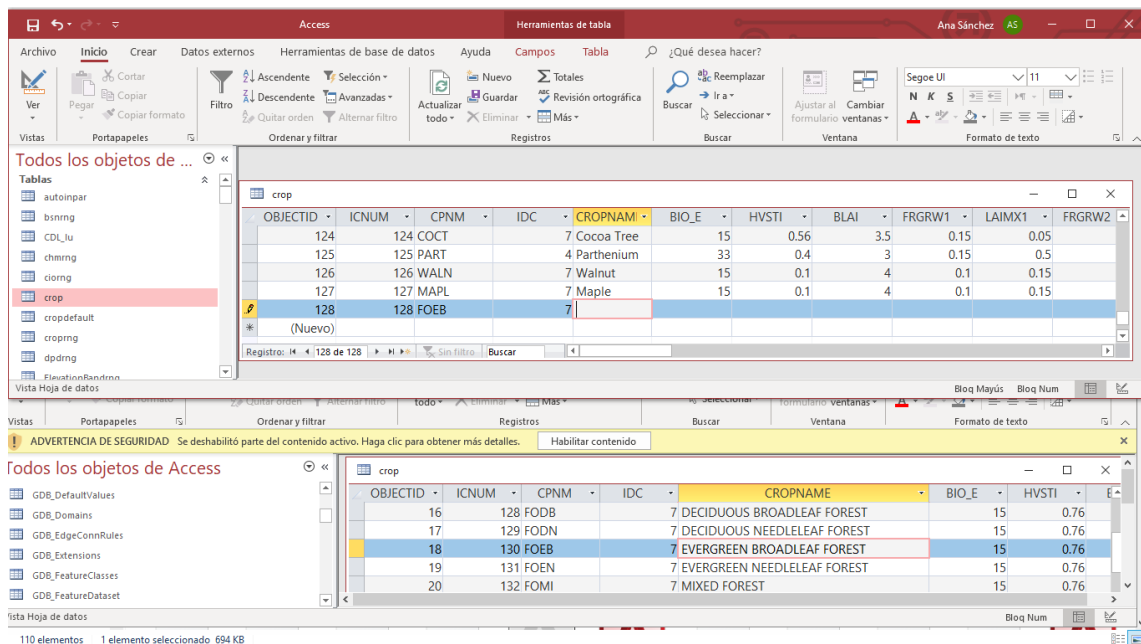 Access Herramientas de tabla Ana Sánchez AS
Archivo Inicio Crear Datos externos Herramientas de base de datos Ayuda Campos Tabla ¿Qué desea hacer?
Ver
Vistas
Pegar
Cortar
Copiar
Copiar formato
Portapapeles
Filtro
Ascendente
Descendente
Quitar orden
Selección
Avanzadas
Alternar filtro
Ordenar y filtrar
Actualizar todo
Nuevo
Guardar
Eliminar
Totales
Revisión ortográfica
Más
Registros
Buscar
Reemplazar
Ir a
Seleccionar
Buscar
Ajustar al formulario
Cambiar ventanas
Ventana
Segoe UI 11
N K S
A
Formato de texto
Todos los objetos de ...
Tablas
autoinpar
bsnrng
CDL_lu
chmrng
ciorng
crop
cropdefault
croprng
dpdrng
ElevationBandrng
crop
OBJECTID ICNUM CPNM IDC CROPNAM BIO_E HVSTI BLAI FRGRW1 LAIMX1 FRGRW2
124 124 COCT 7 Cocoa Tree 15 0.56 3.5 0.15 0.05
125 125 PART 4 Parthenium 33 0.4 3 0.15 0.5
126 126 WALN 7 Walnut 15 0.1 4 0.1 0.15
127 127 MAPL 7 Maple 15 0.1 4 0.1 0.15
128 128 FOEB 7
(Nuevo)
Registro: 128 de 128 Sin filtro Buscar
Vista Hoja de datos Bloq Mayús Bloq Num
Copiar formato Quitar orden Alternar filtro todo Eliminar Más Seleccionar formulario ventanas A
Vistas Portapapeles Ordenar y filtrar Registros Buscar Ventana Formato de texto
ADVERTENCIA DE SEGURIDAD Se deshabilitó parte del contenido activo. Haga clic para obtener más detalles. Habilitar contenido
Todos los objetos de Access
GDB_DefaultValues
GDB_Domains
GDB_EdgeConnRules
GDB_Extensions
GDB_FeatureClasses
GDB_FeatureDataset
crop
OBJECTID ICNUM CPNM IDC CROPNAME BIO_E HVSTI
16 128 FODB 7 DECIDUOUS BROADLEAF FOREST 15 0.76
17 129 FODN 7 DECIDUOUS NEEDLELEAF FOREST 15 0.76
18 130 FOEB 7 EVERGREEN BROADLEAF FOREST 15 0.76
19 131 FOEN 7 EVERGREEN NEEDLELEAF FOREST 15 0.76
20 132 FOMI 7 MIXED FOREST 15 0.76
Vista Hoja de datos Bloq Num
110 elementos 1 elemento seleccionado 694 KB